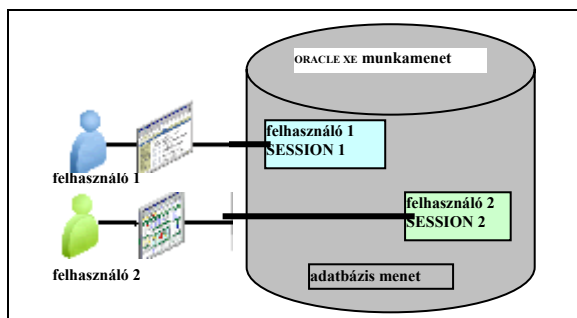 ORACLE XE munkamenet
felhasználó 1
SESSION 1
felhasználó 1
felhasználó 2
SESSION 2
felhasználó 2
adatbázis menet